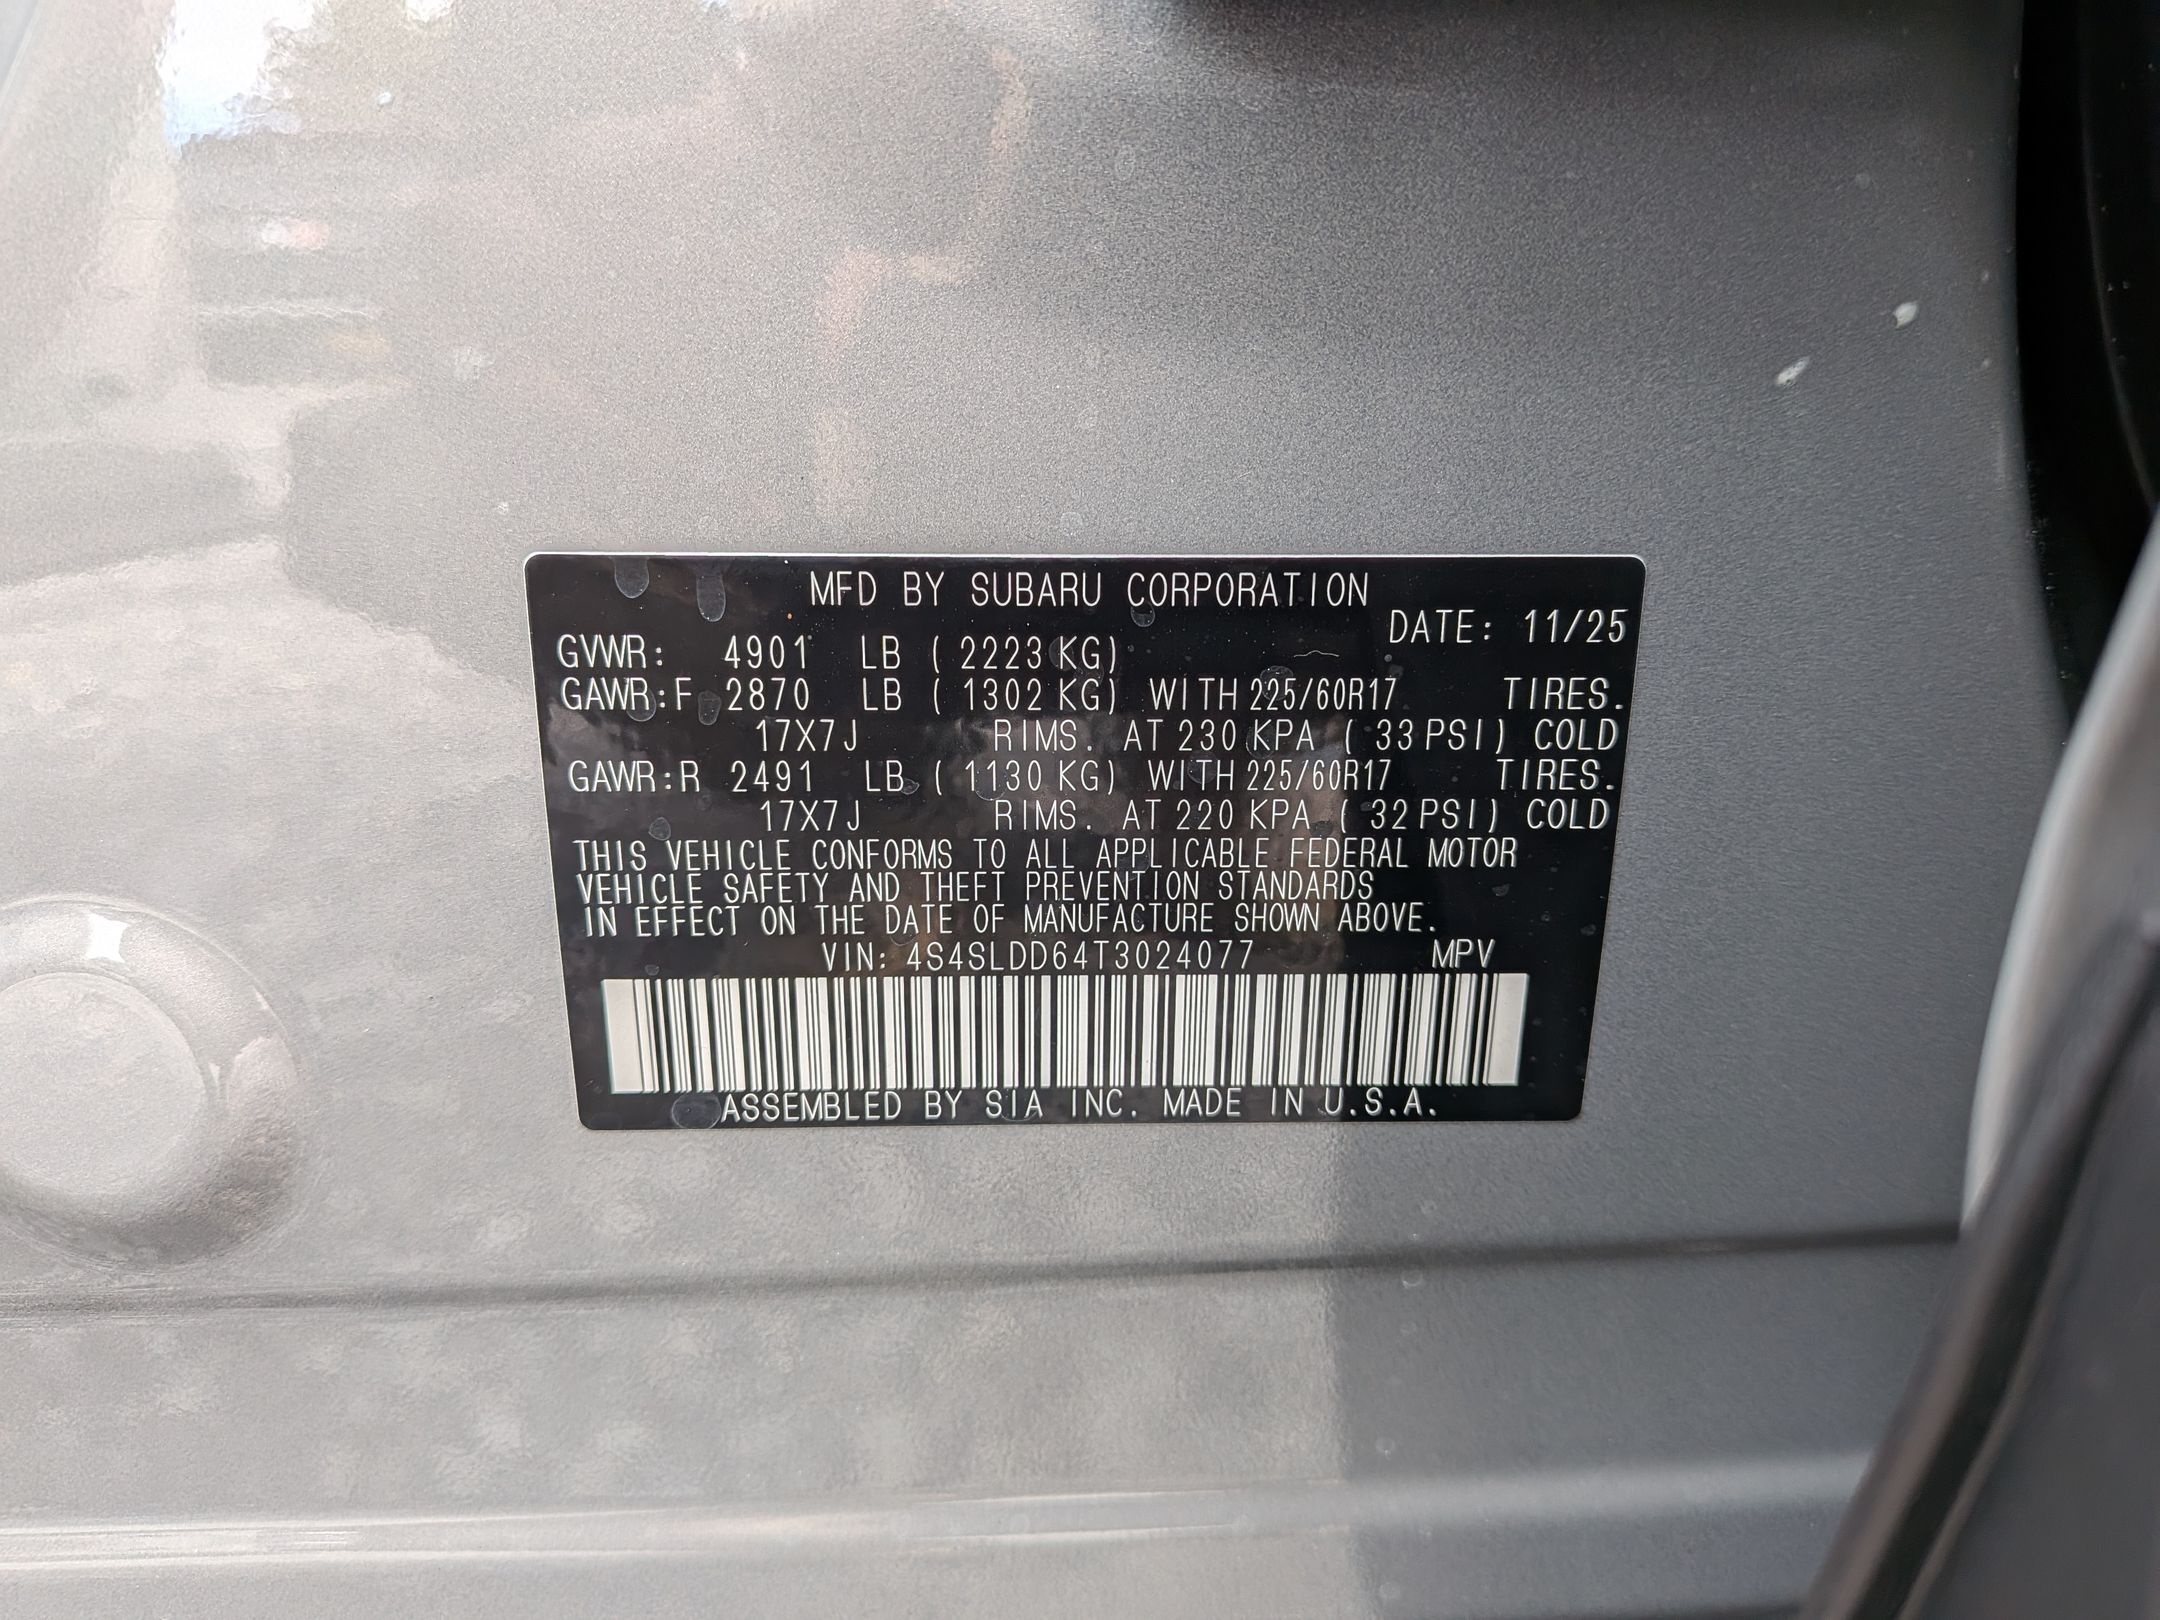 MFD BY SUBARU CORPORATION
DATE: 11/25
GVWR: 4901 LB ( 2223 KG)
GAWR:F 2870 LB ( 1302 KG) WITH 225/60R17 TIRES.
17X7J RIMS. AT 230 KPA ( 33 PSI) COLD
GAWR:R 2491 LB ( 1130 KG) WITH 225/60R17 TIRES.
17X7J RIMS. AT 220 KPA ( 32 PSI) COLD
THIS VEHICLE CONFORMS TO ALL APPLICABLE FEDERAL MOTOR
VEHICLE SAFETY AND THEFT PREVENTION STANDARDS
IN EFFECT ON THE DATE OF MANUFACTURE SHOWN ABOVE.
VIN: 4S4SLDD64T3024077 MPV
ASSEMBLED BY SIA INC. MADE IN U.S.A.